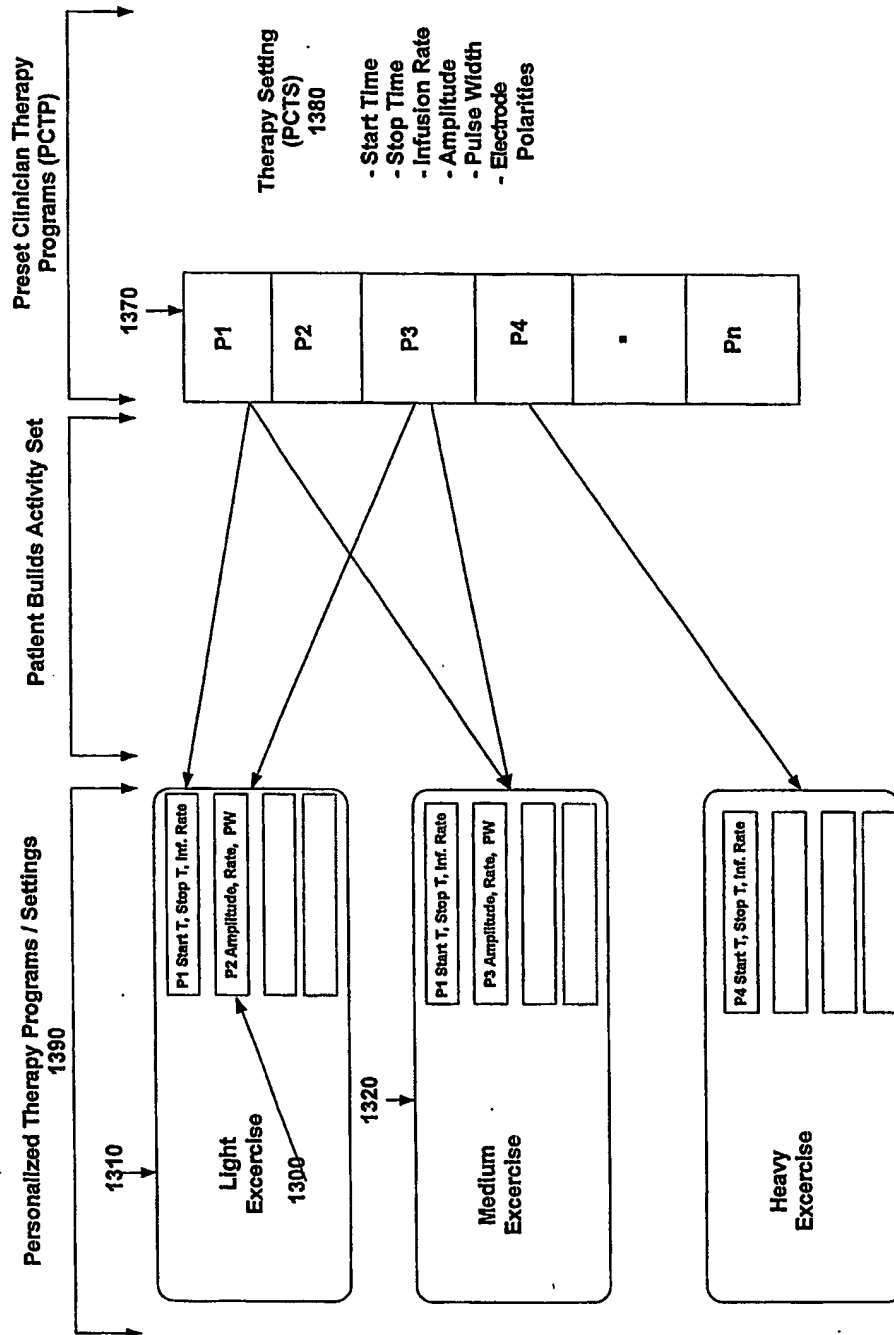 Personalized Therapy Programs / Settings
1390
Patient Builds Activity Set
Preset Clinician Therapy
Programs (PCTP)
1310
Light
Excercise
1300
P1 Start T, Stop T, Inf. Rate
P2 Amplitude, Rate, PW
1320
Medium
Excercise
P1 Start T, Stop T, Inf. Rate
P3 Amplitude, Rate, PW
Heavy
Excercise
P4 Start T, Stop T, Inf. Rate
1370
P1
P2
P3
P4
Pn
Therapy Setting
(PCTS)
1380
- Start Time
- Stop Time
- Infusion Rate
- Amplitude
- Pulse Width
- Electrode
Polarities